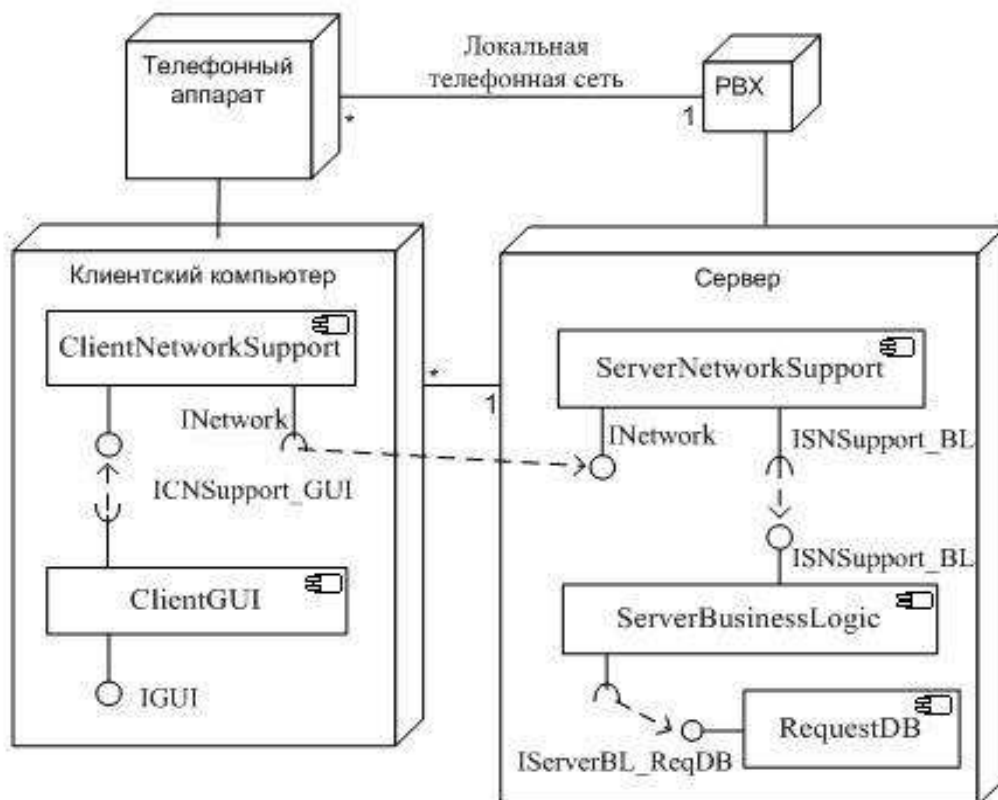 Телефонный
аппарат
Локальная
телефонная сеть
PBX
*
1
Клиентский компьютер
Сервер
ClientNetworkSupport
ServerNetworkSupport
*
1
INetwork
INetwork
ISNSupport_BL
ICNSupport_GUI
ISNSupport_BL
ClientGUI
ServerBusinessLogic
IGUI
RequestDB
IServerBL_ReqDB